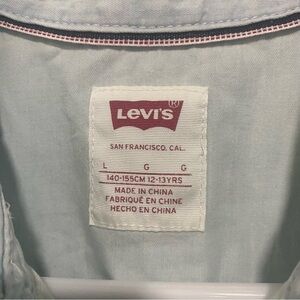 LEVI'S®
SAN FRANCISCO, CAL.
L G G
140-155CM 12-13YRS
MADE IN CHINA
FABRIQUÉ EN CHINE
HECHO EN CHINA